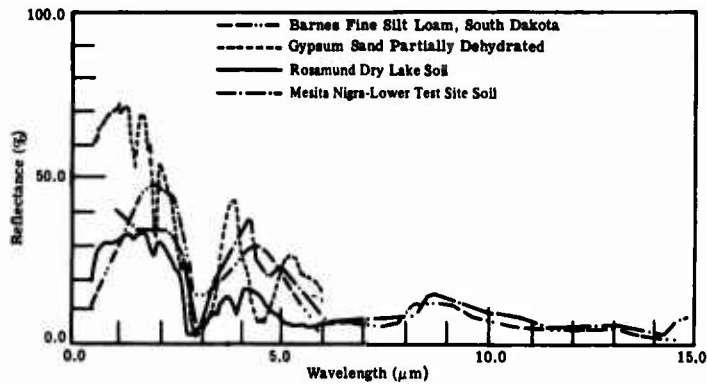 100.0
Barnes Fine Silt Loam, South Dakota
Gypsum Sand Partially Dehydrated
Rosamund Dry Lake Soil
Mesita Nigra-Lower Test Site Soil
Reflectance (%)
50.0
0.0
0.0 5.0 10.0 15.0
Wavelength (μm)